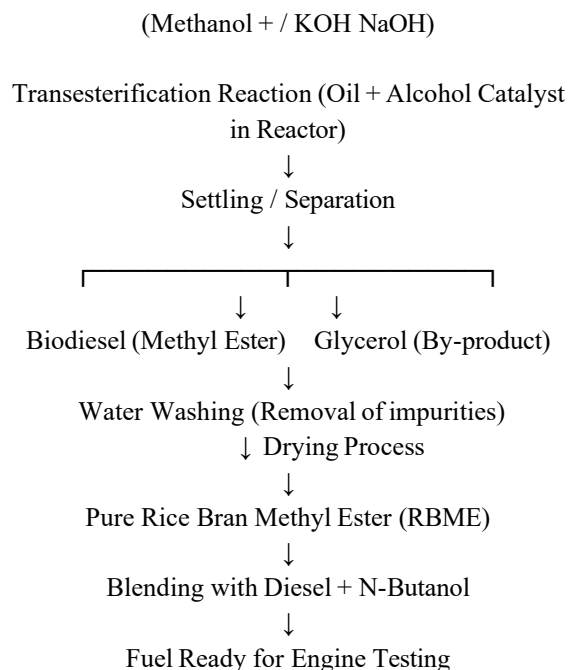 (Methanol + / KOH NaOH)
Transesterification Reaction (Oil + Alcohol Catalyst
in Reactor)
↓
Settling / Separation
↓
↓ ↓
Biodiesel (Methyl Ester) Glycerol (By-product)
↓
Water Washing (Removal of impurities)
↓ Drying Process
↓
Pure Rice Bran Methyl Ester (RBME)
↓
Blending with Diesel + N-Butanol
↓
Fuel Ready for Engine Testing